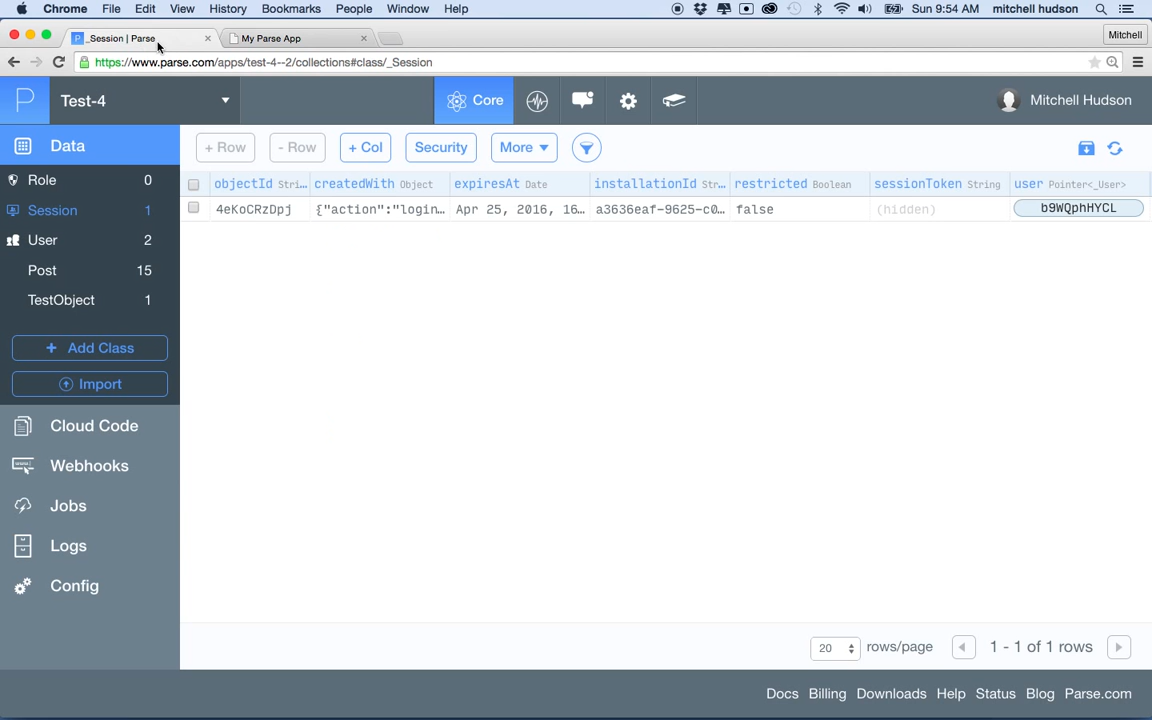 Chrome File Edit View History Bookmarks People Window Help Sun 9:54 AM mitchell hudson
_Session | Parse My Parse App Mitchell
https://www.parse.com/apps/test-4--2/collections#class/_Session
P Test-4 Core Mitchell Hudson
Data + Row - Row + Col Security More
objectId Stri... createdWith Object expiresAt Date installationId Str... restricted Boolean sessionToken String user Pointer<_User>
Role 0
Session 1 4eKoCRzDpj {"action":"login... Apr 25, 2016, 16... a3636eaf-9625-c0... false (hidden) b9WQphHYCL
User 2
Post 15
TestObject 1
+ Add Class
Import
Cloud Code
Webhooks
Jobs
Logs
Config
20 rows/page 1 - 1 of 1 rows
Docs Billing Downloads Help Status Blog Parse.com